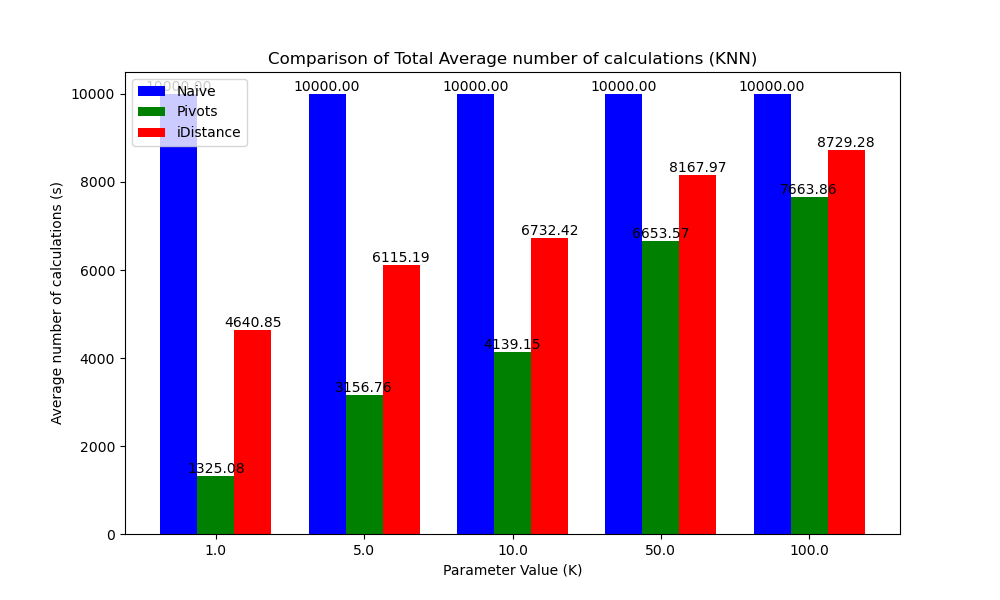 Comparison of Total Average number of calculations (KNN)
10000.00 10000.00 10000.00 10000.00 10000.00
Naive
Pivots
iDistance
1325.08
4640.85
3156.76
6115.19
4139.15
6732.42
6653.57
8167.97
7663.86
8729.28
Average number of calculations (s)
10000
8000
6000
4000
2000
0
1.0 5.0 10.0 50.0 100.0
Parameter Value (K)